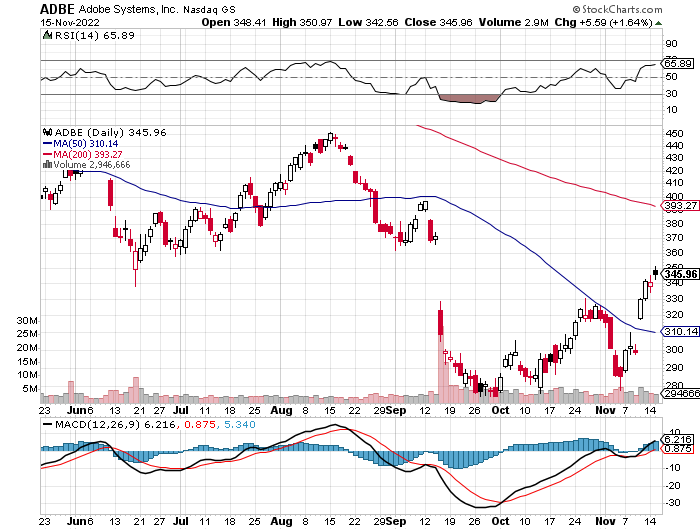 ADBE Adobe Systems, Inc. Nasdaq GS © StockCharts.com
15-Nov-2022 Open 348.41 High 350.97 Low 342.56 Close 345.96 Volume 2.9M Chg +5.59 (+1.64%)
RSI(14) 65.89
90
70
65.89
50
30
10
ADBE (Daily) 345.96
MA(50) 310.14
MA(200) 393.27
Volume 2,946,666
450
440
430
420
410
400
393.27
390
380
370
360
350
345.96
340
330
320
310.14
300
290
280
2946666
30M
25M
20M
15M
10M
5M
23 Jun 6 13 21 27 Jul 11 18 25 Aug 8 15 22 29 Sep 12 19 26 Oct 10 17 24 Nov 7 14
MACD(12,26,9) 6.216, 0.875, 5.340
10
6.216
0.875
-10
-20
-30
23 Jun 6 13 21 27 Jul 11 18 25 Aug 8 15 22 29 Sep 12 19 26 Oct 10 17 24 Nov 7 14